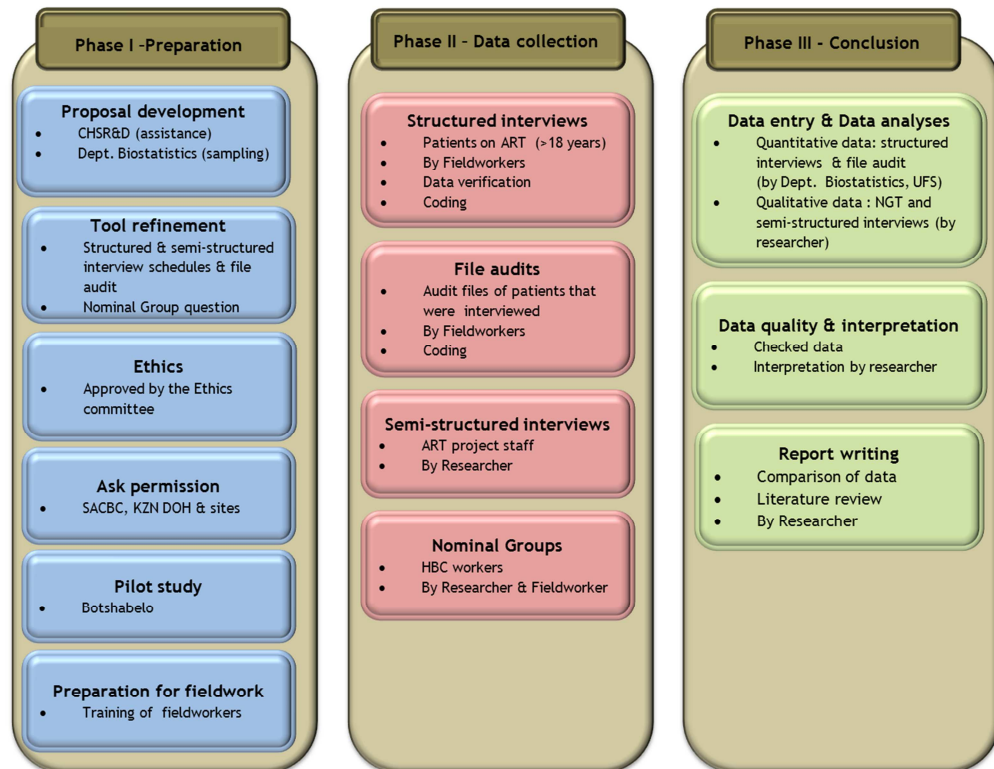 Phase I –Preparation
Proposal development
• CHSR&D (assistance)
• Dept. Biostatistics (sampling)
Tool refinement
• Structured & semi-structured
interview schedules & file
audit
• Nominal Group question
Ethics
• Approved by the Ethics
committee
Ask permission
• SACBC, KZN DOH & sites
Pilot study
• Botshabelo
Preparation for fieldwork
• Training of fieldworkers
Phase II – Data collection
Structured interviews
• Patients on ART (>18 years)
• By Fieldworkers
• Data verification
• Coding
File audits
• Audit files of patients that
were interviewed
• By Fieldworkers
• Coding
Semi-structured interviews
• ART project staff
• By Researcher
Nominal Groups
• HBC workers
• By Researcher & Fieldworker
Phase III - Conclusion
Data entry & Data analyses
• Quantitative data: structured
interviews & file audit
(by Dept. Biostatistics, UFS)
• Qualitative data : NGT and
semi-structured interviews (by
researcher)
Data quality & interpretation
• Checked data
• Interpretation by researcher
Report writing
• Comparison of data
• Literature review
• By Researcher